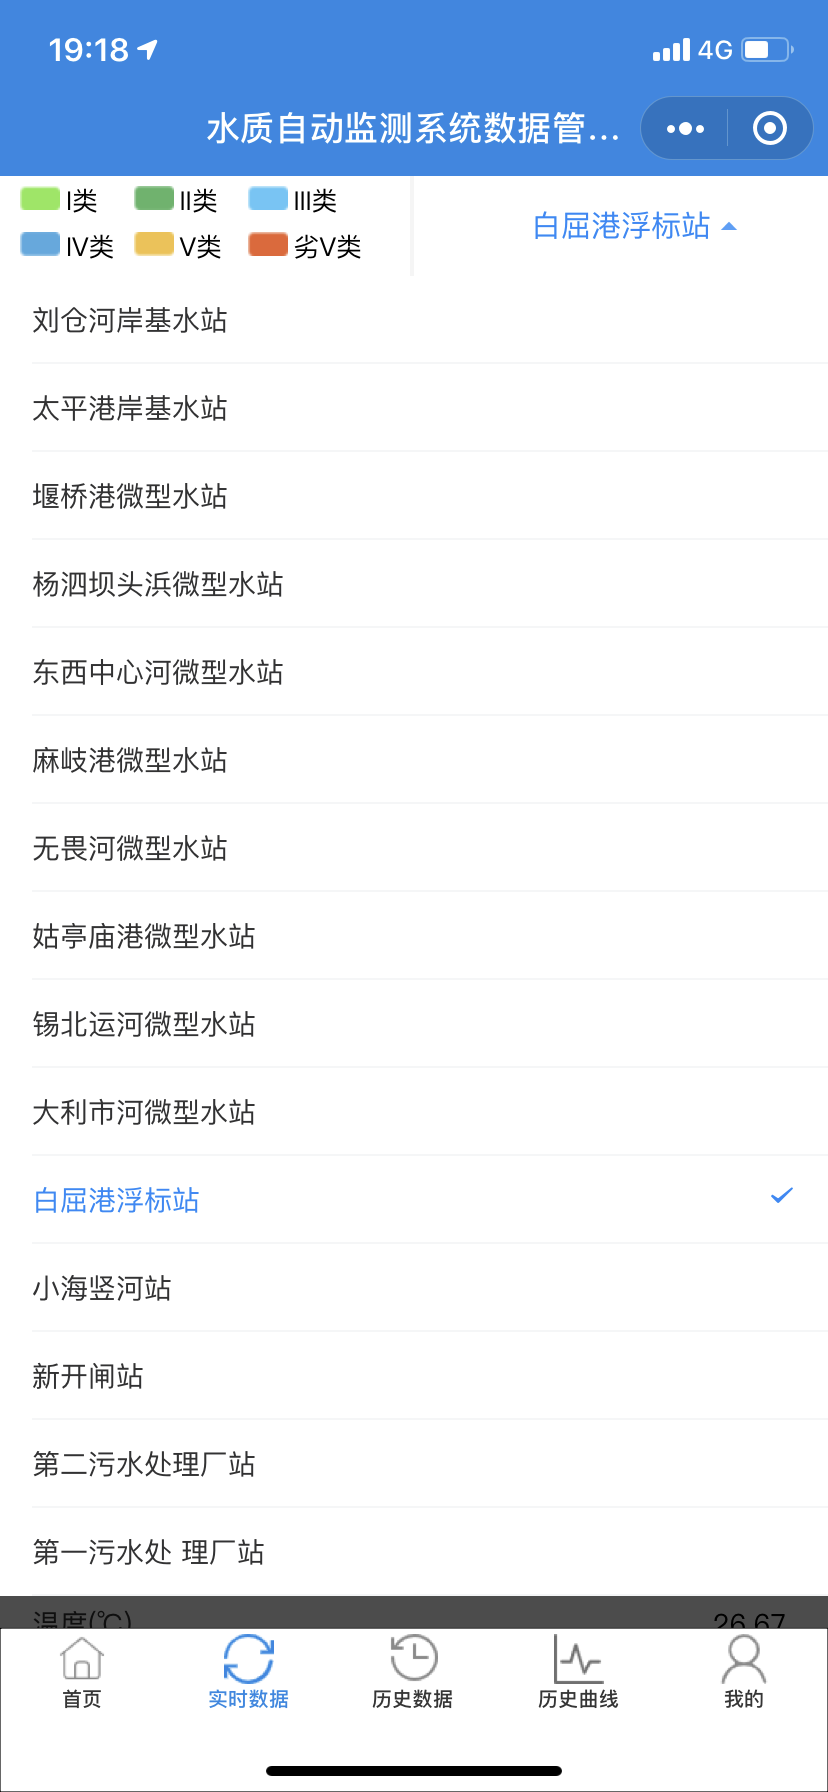 19:18
4G
水质自动监测系统数据管...
I类 II类 III类
IV类 V类 劣V类
白屈港浮标站
刘仓河岸基水站
太平港岸基水站
堰桥港微型水站
杨泗坝头浜微型水站
东西中心河微型水站
麻岐港微型水站
无畏河微型水站
姑亭庙港微型水站
锡北运河微型水站
大利市河微型水站
白屈港浮标站
小海竖河站
新开闸站
第二污水处理厂站
第一污水处 理厂站
温度(℃) 26.67
首页 实时数据 历史数据 历史曲线 我的